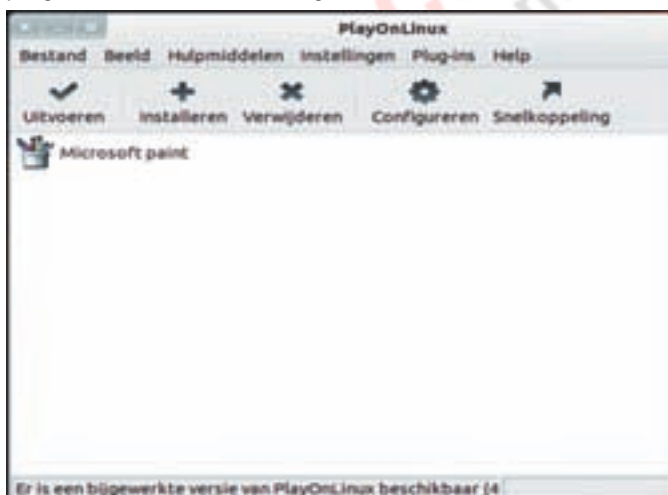 PlayOnLinux
Bestand Beeld Hulpmiddelen Instellingen Plug-ins Help
Uitvoeren Installeren Verwijderen Configureren Snelkoppeling
Microsoft paint
Er is een bijgewerkte versie van PlayOnLinux beschikbaar (4